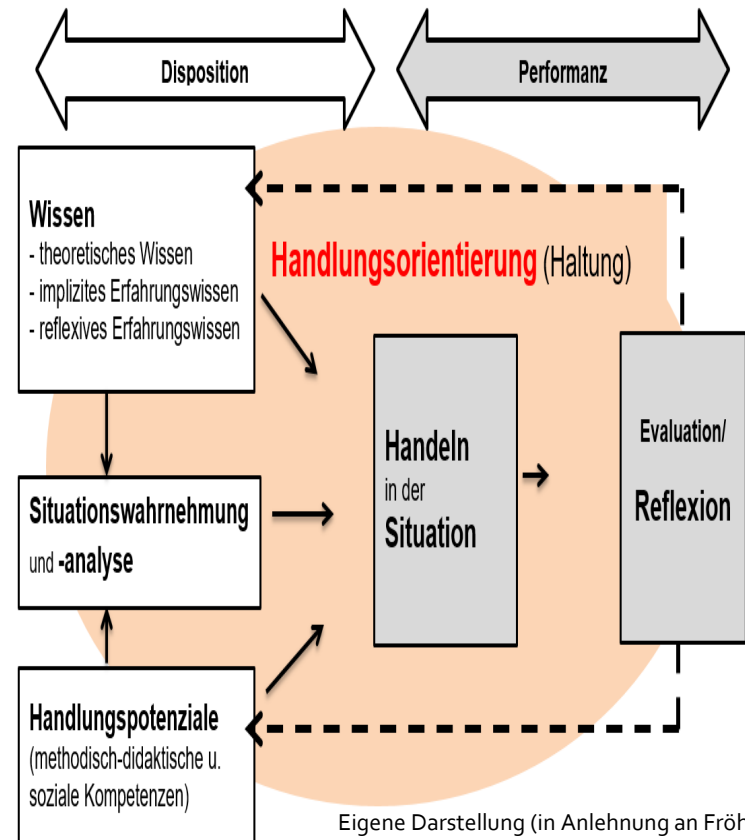 Disposition
Performanz
Wissen
- theoretisches Wissen
- implizites Erfahrungswissen
- reflexives Erfahrungswissen
Handlungsorientierung (Haltung)
Situationswahrnehmung
und -analyse
Handeln
in der
Situation
Evaluation/
Reflexion
Handlungspotenziale
(methodisch-didaktische u.
soziale Kompetenzen)
Eigene Darstellung (in Anlehnung an